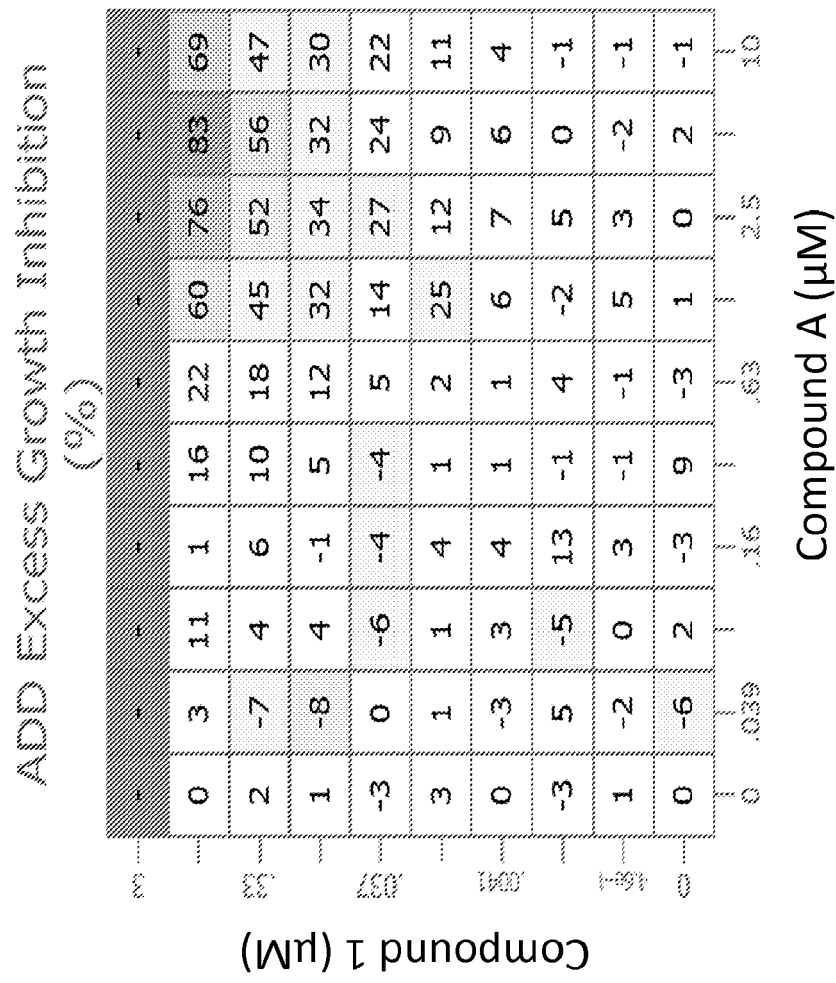 ADD Excess Growth Inhibition
(%)
3 - - - - - - - - - -
0 3 11 1 16 22 60 76 83 69
.33 2 -7 4 6 10 18 45 52 56 47
1 -8 4 -1 5 12 32 34 32 30
.037 -3 0 -6 -4 -4 5 14 27 24 22
3 1 1 4 1 2 25 12 9 11
.0041 0 -3 3 4 1 1 6 7 6 4
-3 5 -5 13 -1 4 -2 5 0 -1
4.6e-4 1 -2 0 3 -1 -1 5 3 -2 -1
0 0 -6 2 -3 9 -3 1 0 2 -1
0 .039 .16 .63 2.5 10
Compound A (µM)
Compound 1 (µM)